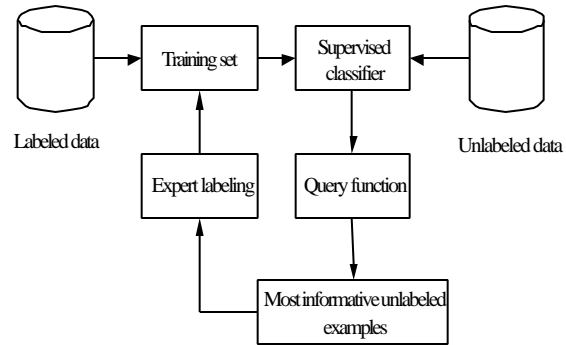 Training set
Supervised
classifier
Labeled data
Unlabeled data
Expert labeling
Query function
Most informative unlabeled
examples